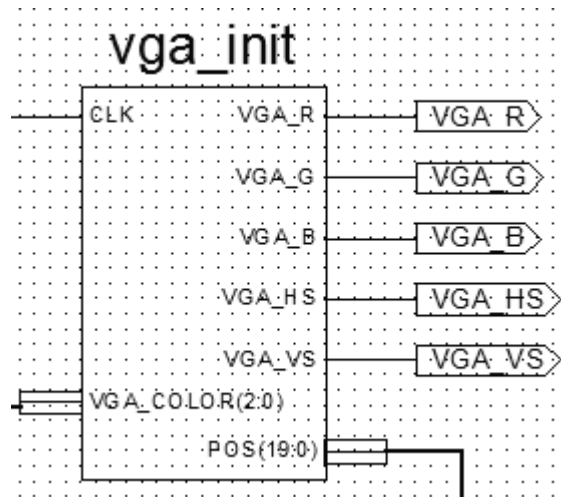 vga_init
CLK VGA_R VGA_R
VGA_G VGA_G
VGA_B VGA_B
VGA_HS VGA_HS
VGA_VS VGA_VS
VGA_COLOR(2:0)
POS(19:0)